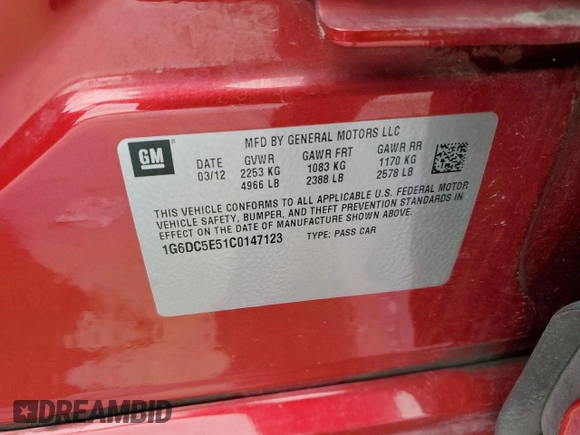 GM
MFD BY GENERAL MOTORS LLC
DATE GVWR GAWR FRT GAWR RR
03/12 2253 KG 1083 KG 1170 KG
4966 LB 2388 LB 2578 LB
THIS VEHICLE CONFORMS TO ALL APPLICABLE U.S. FEDERAL MOTOR
VEHICLE SAFETY, BUMPER, AND THEFT PREVENTION STANDARDS IN
EFFECT ON THE DATE OF MANUFACTURE SHOWN ABOVE.
1G6DC5E51C0147123 TYPE: PASS CAR
DREAMBID